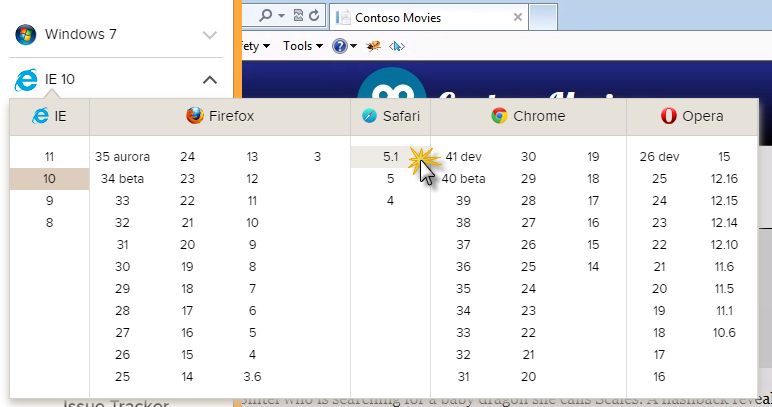 Windows 7
Contoso Movies
fety Tools
IE 10
IE Firefox Safari Chrome Opera
11 35 aurora 24 13 3 5.1 41 dev 30 19 26 dev 15
10 34 beta 23 12 5 40 beta 29 18 25 12.16
9 33 22 11 4 39 28 17 24 12.15
8 32 21 10 38 27 16 23 12.14
31 20 9 37 26 15 22 12.10
30 19 8 36 25 14 21 11.6
29 18 7 35 24 20 11.5
28 17 6 34 23 19 11.1
27 16 5 33 22 18 10.6
26 15 4 32 21 17
25 14 3.6 31 20 16
who is searching for a baby dragon she calls Scales. A flashback revea
Issue Tracker